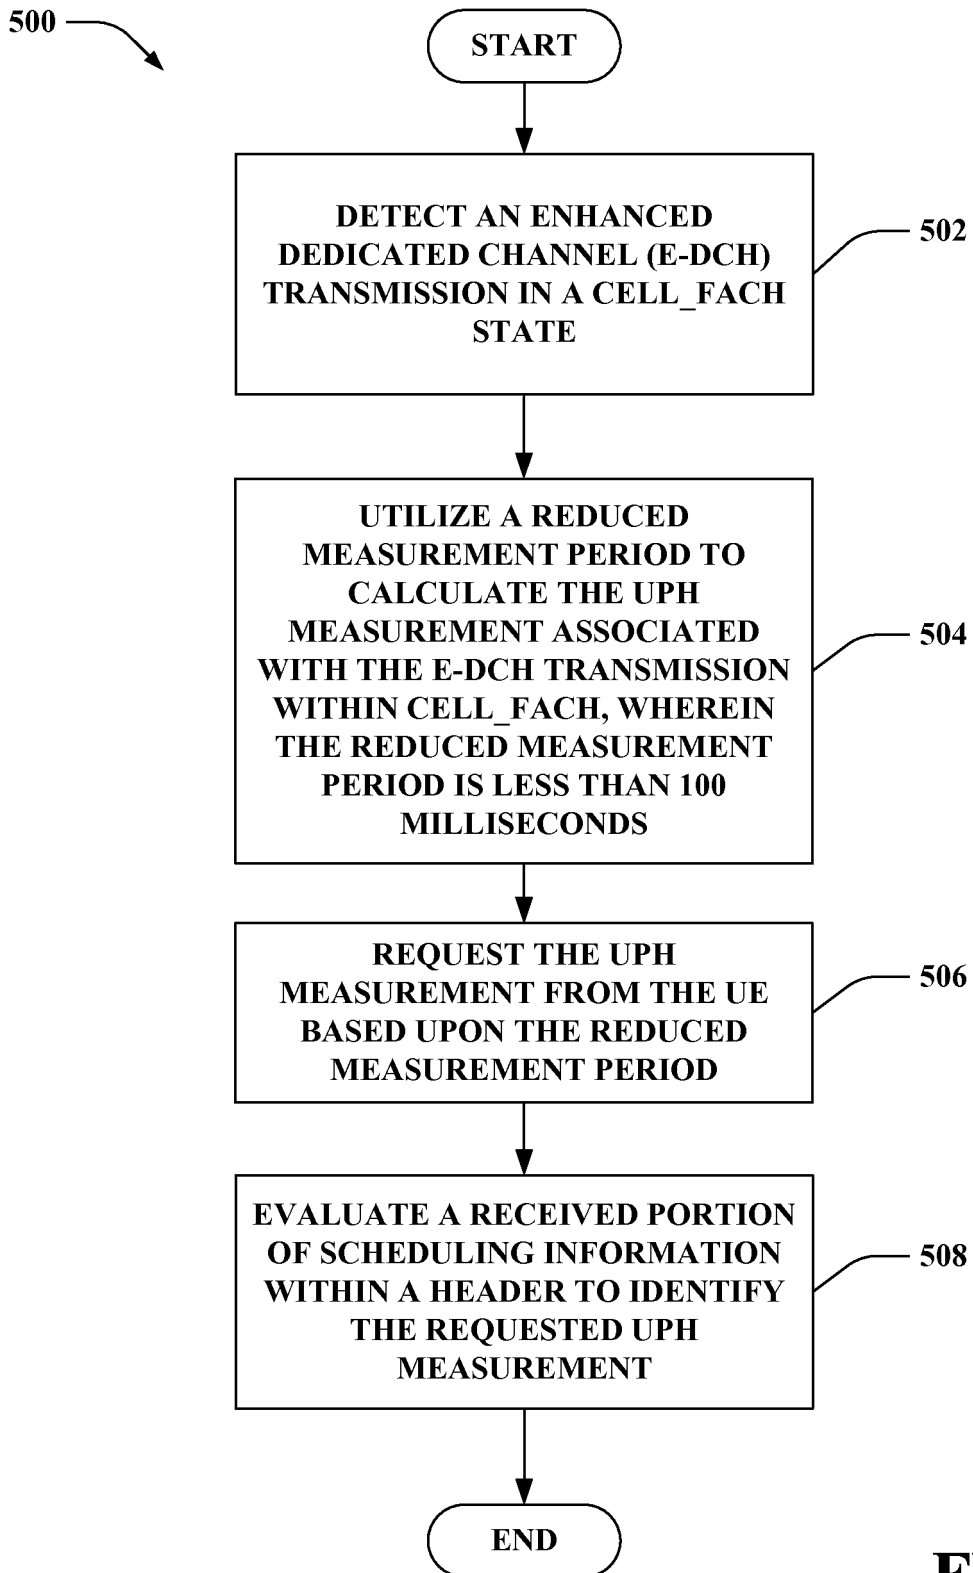 500
START
DETECT AN ENHANCED
DEDICATED CHANNEL (E-DCH)
TRANSMISSION IN A CELL_FACH
STATE
502
UTILIZE A REDUCED
MEASUREMENT PERIOD TO
CALCULATE THE UPH
MEASUREMENT ASSOCIATED
WITH THE E-DCH TRANSMISSION
WITHIN CELL_FACH, WHEREIN
THE REDUCED MEASUREMENT
PERIOD IS LESS THAN 100
MILLISECONDS
504
REQUEST THE UPH
MEASUREMENT FROM THE UE
BASED UPON THE REDUCED
MEASUREMENT PERIOD
506
EVALUATE A RECEIVED PORTION
OF SCHEDULING INFORMATION
WITHIN A HEADER TO IDENTIFY
THE REQUESTED UPH
MEASUREMENT
508
END